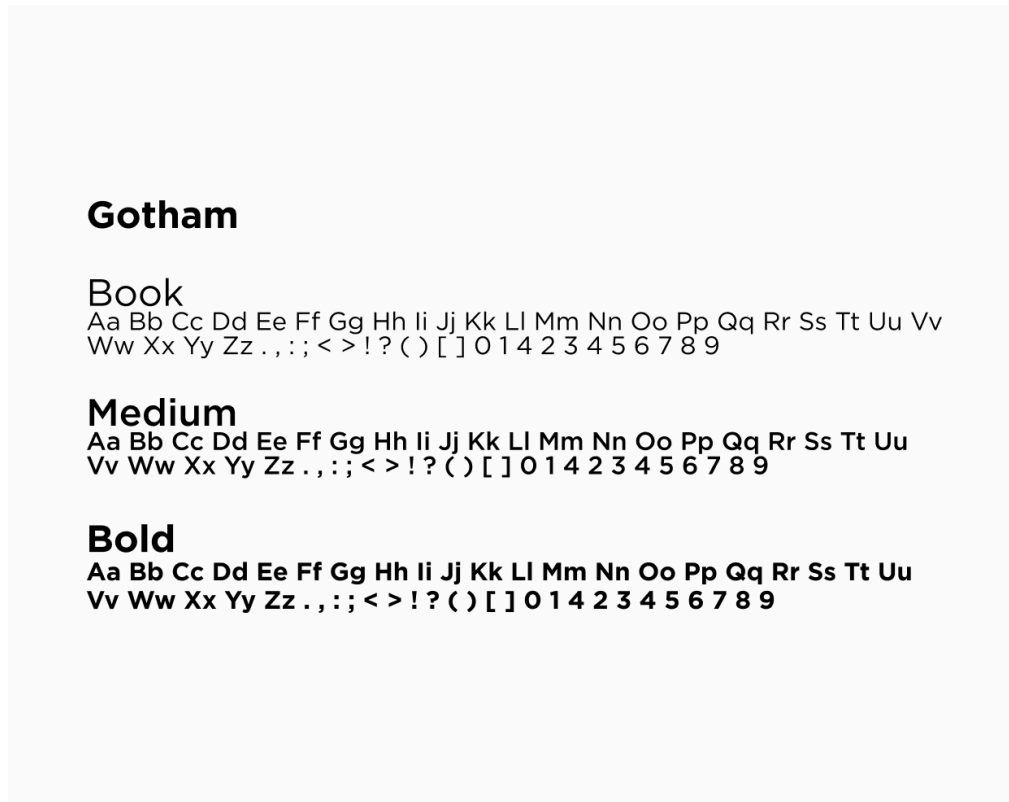 Gotham
Book
Aa Bb Cc Dd Ee Ff Gg Hh Ii Jj Kk Ll Mm Nn Oo Pp Qq Rr Ss Tt Uu Vv
Ww Xx Yy Zz . , : ; < > ! ? ( ) [ ] 0 1 4 2 3 4 5 6 7 8 9
Medium
Aa Bb Cc Dd Ee Ff Gg Hh Ii Jj Kk Ll Mm Nn Oo Pp Qq Rr Ss Tt Uu
Vv Ww Xx Yy Zz . , : ; < > ! ? ( ) [ ] 0 1 4 2 3 4 5 6 7 8 9
Bold
Aa Bb Cc Dd Ee Ff Gg Hh Ii Jj Kk Ll Mm Nn Oo Pp Qq Rr Ss Tt Uu
Vv Ww Xx Yy Zz . , : ; < > ! ? ( ) [ ] 0 1 4 2 3 4 5 6 7 8 9